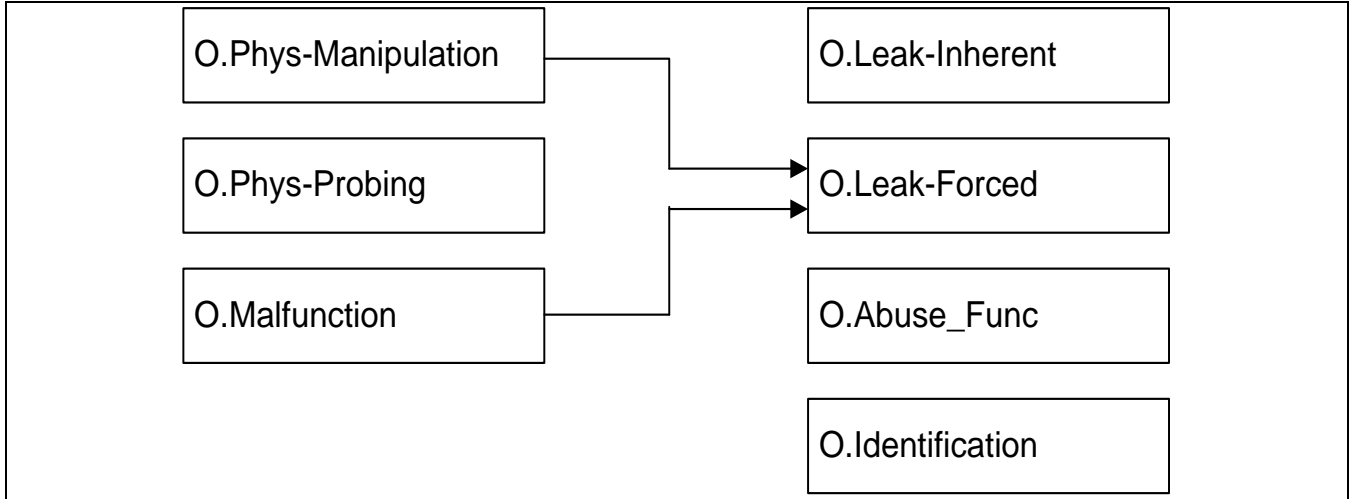 O.Phys-Manipulation
O.Leak-Inherent
O.Phys-Probing
O.Leak-Forced
O.Malfunction
O.Abuse_Func
O.Identification